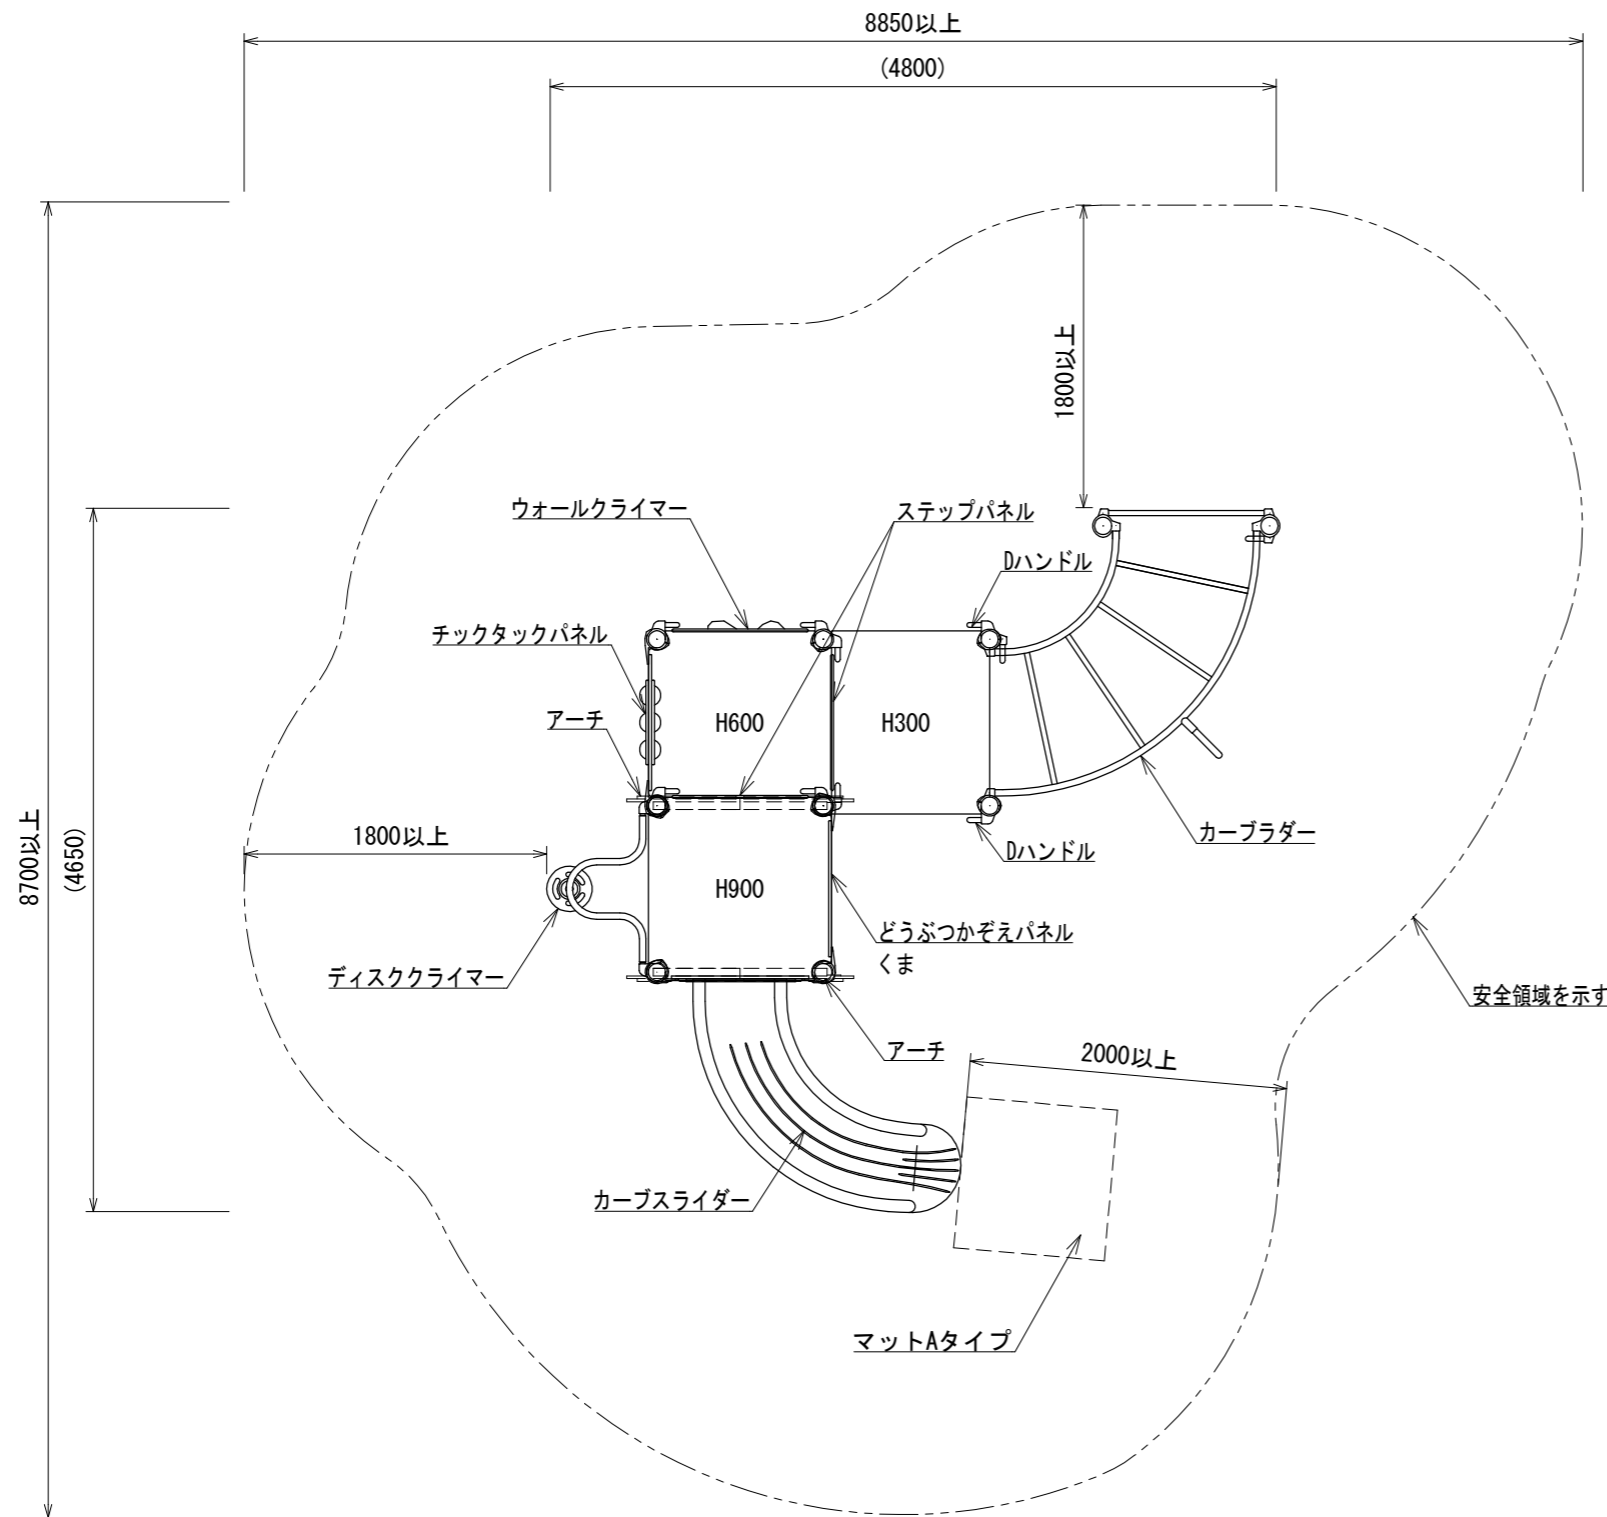 8850以上
(4800)
1800以上
ウォールクライマー
ステップパネル
Dハンドル
チックタックパネル
アーチ
H600
H300
8700以上
(4650)
1800以上
カーブラダー
Dハンドル
H900
どうぶつかぞえパネル
くま
ディスククライマー
安全領域を示す
アーチ
2000以上
カーブスライダー
マットAタイプ